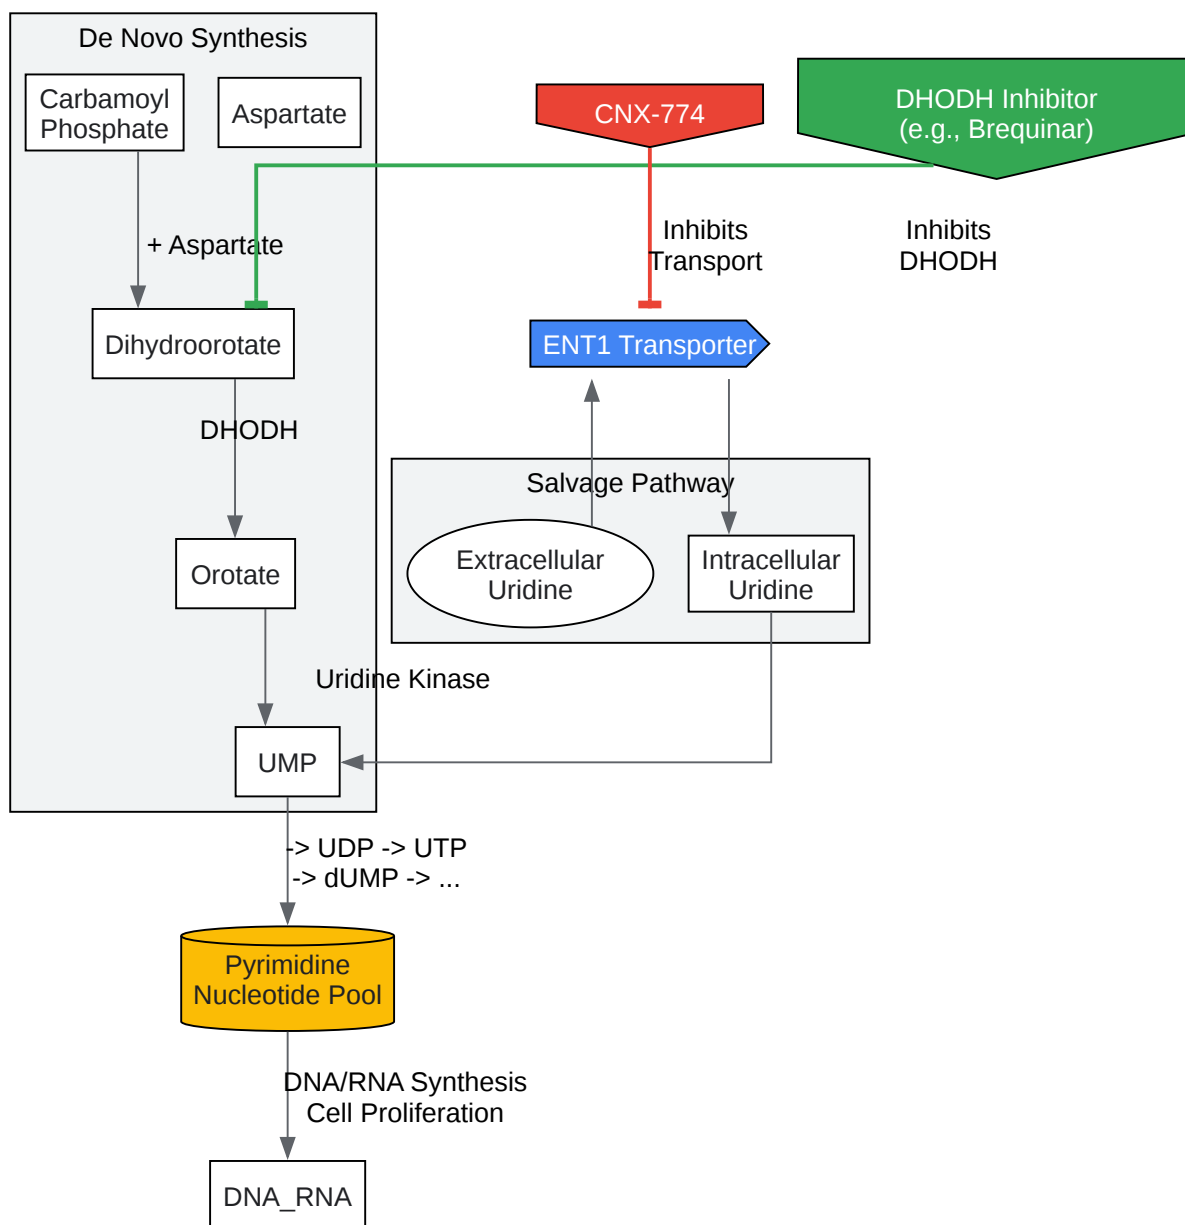 De Novo Synthesis
Carbamoyl
Phosphate
Aspartate
CNX-774
DHODH Inhibitor
(e.g., Brequinar)
+ Aspartate
Inhibits
Transport
Inhibits
DHODH
Dihydroorotate
ENT1 Transporter
DHODH
Salvage Pathway
Extracellular
Uridine
Intracellular
Uridine
Orotate
Uridine Kinase
UMP
-> UDP -> UTP
-> dUMP -> ...
Pyrimidine
Nucleotide Pool
DNA/RNA Synthesis
Cell Proliferation
DNA_RNA